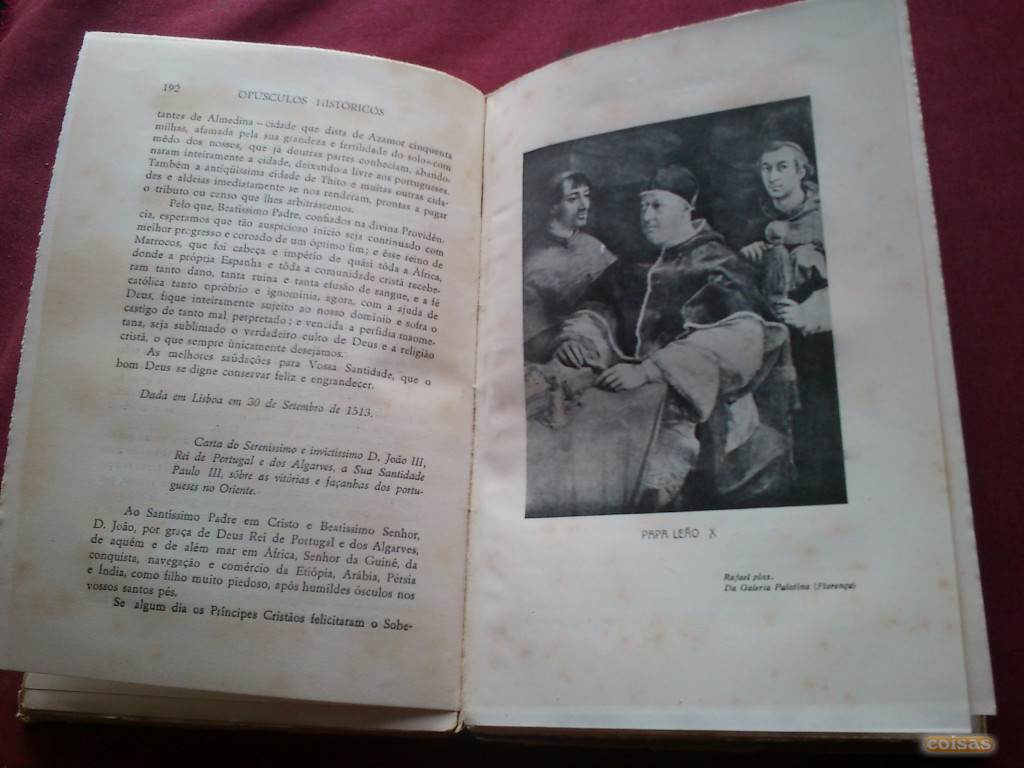 192
OPÚSCULOS HISTÓRICOS
tantes de Almedina — cidade que dista de Azamor cinqüenta
milhas, afamada pela sua grandeza e fertilidade do solo — com
mêdo dos nossos, que já doutras partes conheciam, abando-
naram inteiramente a cidade, deixando-a livre aos portugueses.
Também a antiqüíssima cidade de Thito e muitas outras cida-
des e aldeias imediatamente se nos renderam, prontas a pagar
o tributo ou censo que lhes arbitrássemos.
Pelo que, Beatíssimo Padre, confiados na divina Providên-
cia, esperamos que tão auspicioso início seja continuado com
melhor progresso e coroado de um óptimo fim; e êsse reino de
Marrocos, que foi cabeça e império de quási tôda a África,
donde a própria Espanha e tôda a comunidade cristã recebe-
ram tanto dano, tanta ruína e tanta efusão de sangue, e a fé
católica tanto opróbrio e ignomínia, agora, com a ajuda de
Deus, fique inteiramente sujeito ao nosso domínio e sofra o
castigo de tanto mal perpetrado; e vencida a perfídia maome-
tana, seja sublimado o verdadeiro culto de Deus e a religião
cristã, o que sempre ùnicamente desejámos.
As melhores saüdações para Vossa Santidade, que o
bom Deus se digne conservar feliz e engrandecer.
Dada em Lisboa em 30 de Setembro de 1513.
Carta do Sereníssimo e invictíssimo D. João III,
Rei de Portugal e dos Algarves, a Sua Santidade
Paulo III, sôbre as vitórias e façanhas dos portu-
gueses no Oriente.
Ao Santíssimo Padre em Cristo e Beatíssimo Senhor,
D. João, por graça de Deus Rei de Portugal e dos Algarves,
de aquém e de além mar em África, Senhor da Guiné, da
conquista, navegação e comércio da Etiópia, Arábia, Pérsia
e Índia, como filho muito piedoso, após humildes ósculos nos
vossos santos pés.
Se algum dia os Príncipes Cristãos felicitaram o Sobe-
PAPA LEÃO X
Rafael pinx.
Da Galeria Palatina (Florença)
coisas